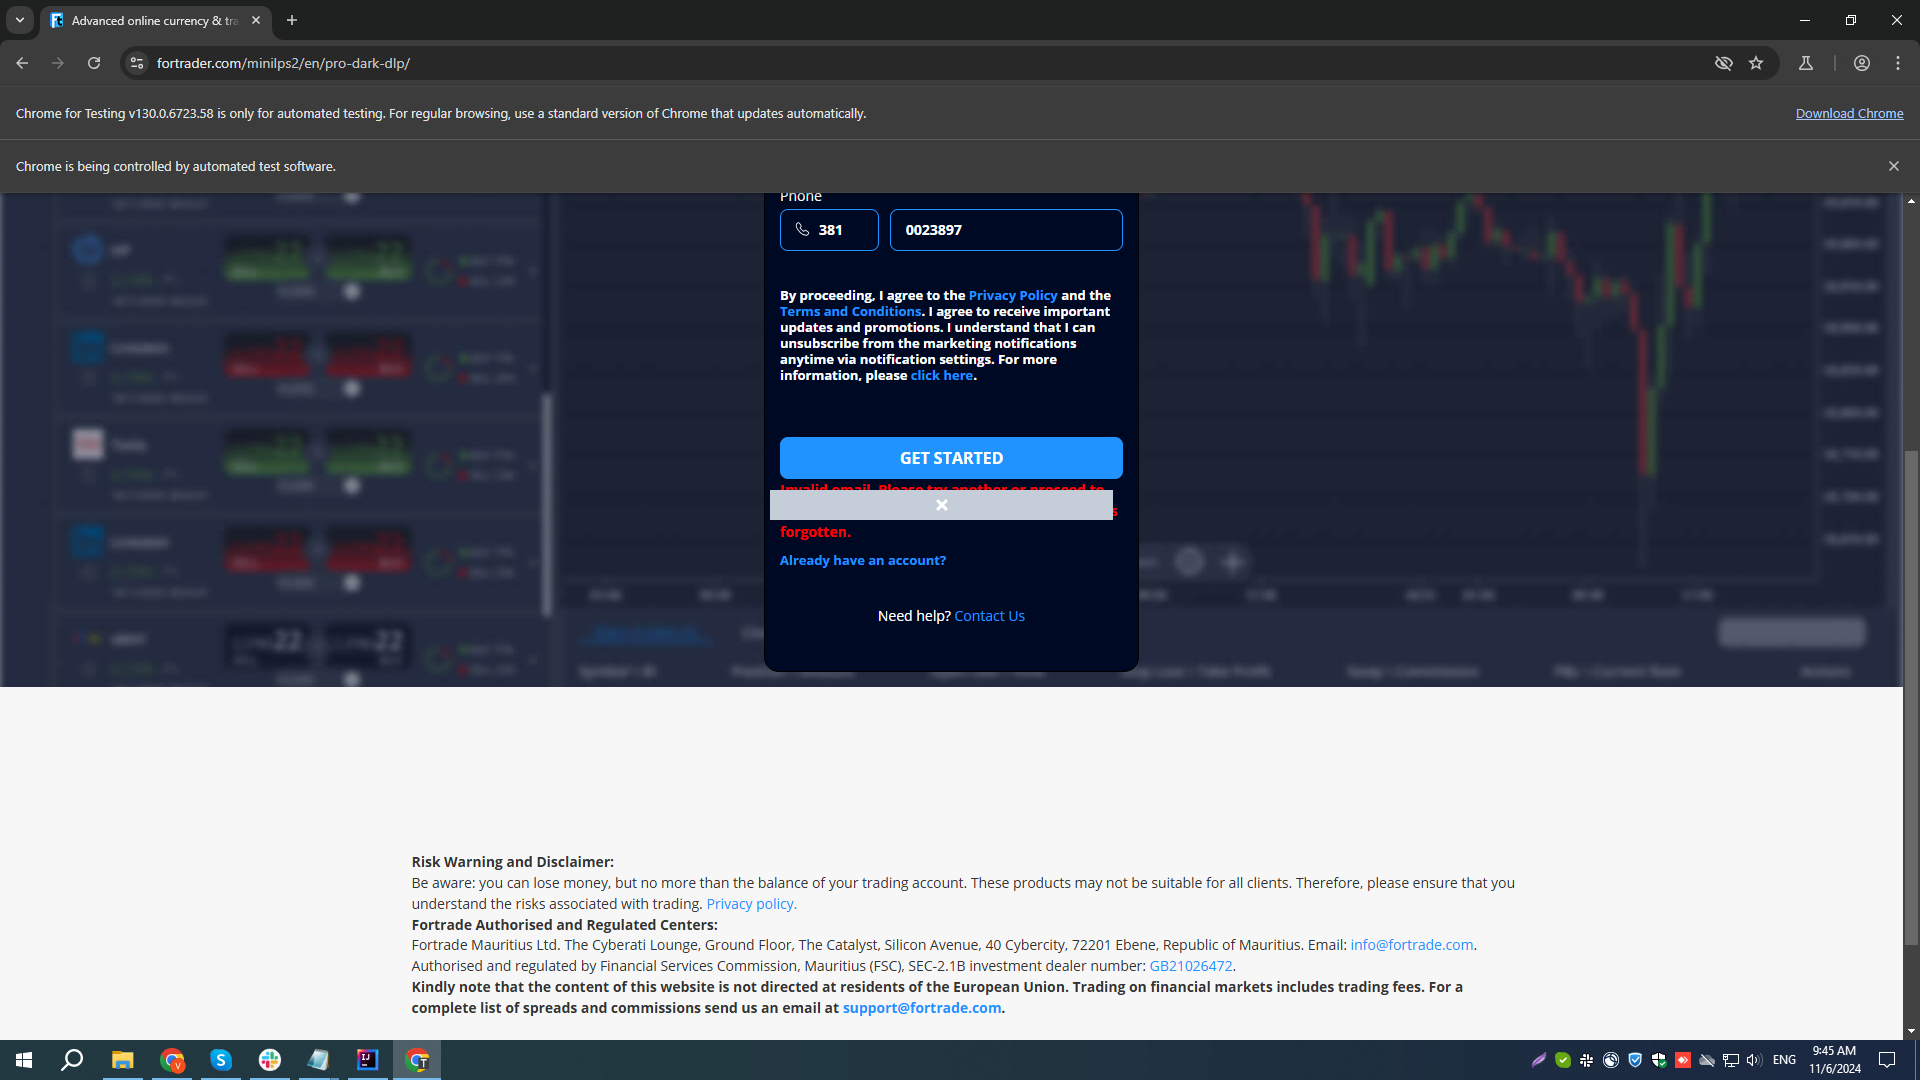 Advanced online currency & tra
fortrader.com/minilps2/en/pro-dark-dlp/
Chrome for Testing v130.0.6723.58 is only for automated testing. For regular browsing, use a standard version of Chrome that updates automatically.
Download Chrome
Chrome is being controlled by automated test software.
Phone
381
0023897
By proceeding, I agree to the Privacy Policy and the
Terms and Conditions. I agree to receive important
updates and promotions. I understand that I can
unsubscribe from the marketing notifications
anytime via notification settings. For more
information, please click here.
GET STARTED
Invalid email. Please try another or proceed to
forgotten.
Already have an account?
Need help? Contact Us
Risk Warning and Disclaimer:
Be aware: you can lose money, but no more than the balance of your trading account. These products may not be suitable for all clients. Therefore, please ensure that you
understand the risks associated with trading. Privacy policy.
Fortrade Authorised and Regulated Centers:
Fortrade Mauritius Ltd. The Cyberati Lounge, Ground Floor, The Catalyst, Silicon Avenue, 40 Cybercity, 72201 Ebene, Republic of Mauritius. Email: info@fortrade.com.
Authorised and regulated by Financial Services Commission, Mauritius (FSC), SEC-2.1B investment dealer number: GB21026472.
Kindly note that the content of this website is not directed at residents of the European Union. Trading on financial markets includes trading fees. For a
complete list of spreads and commissions send us an email at support@fortrade.com.
ENG
9:45 AM
11/6/2024